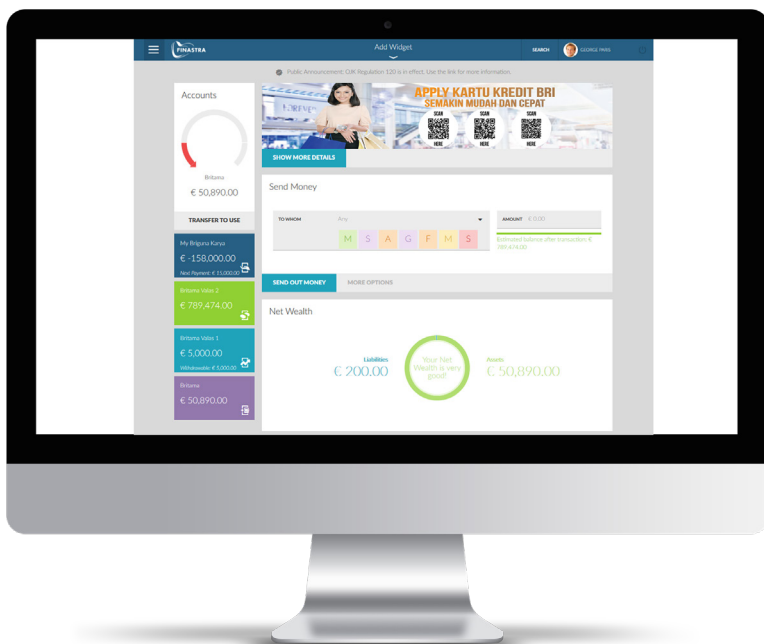 FINASTRA
Add Widget
SEARCH
GEORGE PARIS
Public Announcement: OJK Regulation 120 is in effect. Use the link for more information.
Accounts
Britama
€ 50,890.00
TRANSFER TO USE
My Briguna Karya
€ -158,000.00
Next Payment: € 15,000.00
Britama Valas 2
€ 789,474.00
Britama Valas 1
€ 5,000.00
Withdrawable: € 5,000.00
Britama
€ 50,890.00
FOREVE
APPLY KARTU KREDIT BRI
SEMAKIN MUDAH DAN CEPAT
SCAN SCAN SCAN
HERE HERE HERE
SHOW MORE DETAILS
Send Money
TO WHOM Any
M S A G F M S
AMOUNT € 0.00
Estimated balance after transaction: €
789,474.00
SEND OUT MONEY MORE OPTIONS
Net Wealth
Liabilities
€ 200.00
Your Net
Wealth is very
good!
Assets
€ 50,890.00